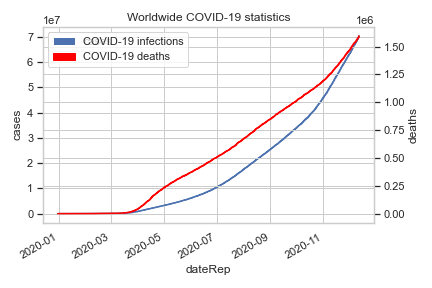 Worldwide COVID-19 statistics
1e7
1e6
COVID-19 infections
COVID-19 deaths
7
6
5
4
3
2
1
0
cases
1.50
1.25
1.00
0.75
0.50
0.25
0.00
deaths
2020-01
2020-03
2020-05
2020-07
2020-09
2020-11
dateRep